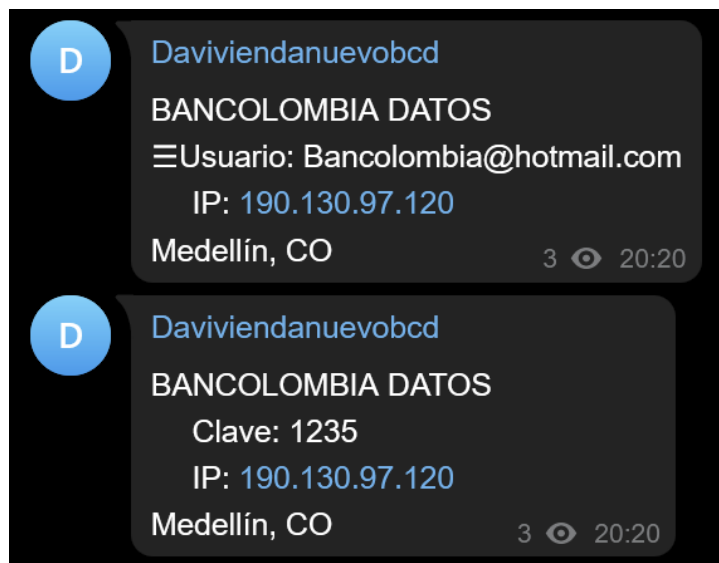 D
Daviviendanuevobcd
BANCOLOMBIA DATOS
☰Usuario: Bancolombia@hotmail.com
IP: 190.130.97.120
Medellín, CO
3 20:20
D
Daviviendanuevobcd
BANCOLOMBIA DATOS
Clave: 1235
IP: 190.130.97.120
Medellín, CO
3 20:20